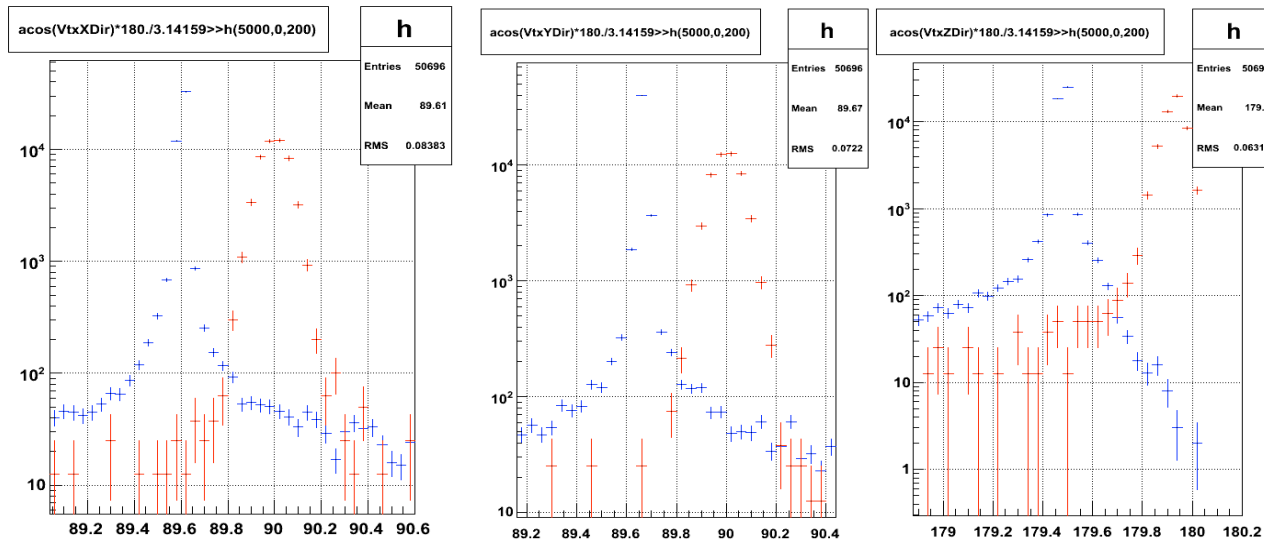 acos(VtxXDir)*180./3.14159>>h(5000,0,200)
h
Entries 50696
Mean 89.61
RMS 0.08383
10^4
10^3
10^2
10
89.2 89.4 89.6 89.8 90 90.2 90.4 90.6
acos(VtxYDir)*180./3.14159>>h(5000,0,200)
h
Entries 50696
Mean 89.67
RMS 0.0722
10^4
10^3
10^2
10
89.2 89.4 89.6 89.8 90 90.2 90.4
acos(VtxZDir)*180./3.14159>>h(5000,0,200)
h
Entries 5069
Mean 179.
RMS 0.0631
10^4
10^3
10^2
10
1
179 179.2 179.4 179.6 179.8 180 180.2